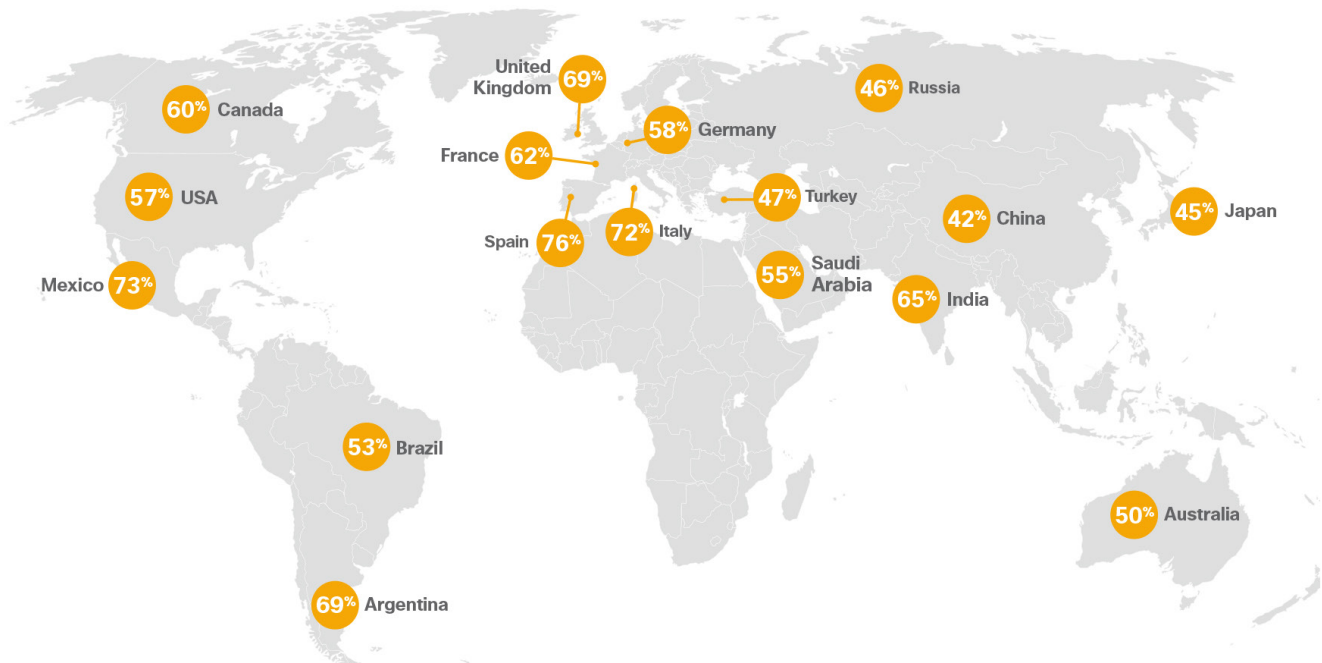 United
Kingdom 69%
46% Russia
60% Canada
58% Germany
France 62%
57% USA
47% Turkey
42% China
45% Japan
Spain 76%
72% Italy
Mexico 73%
55% Saudi
Arabia
65% India
53% Brazil
50% Australia
69% Argentina